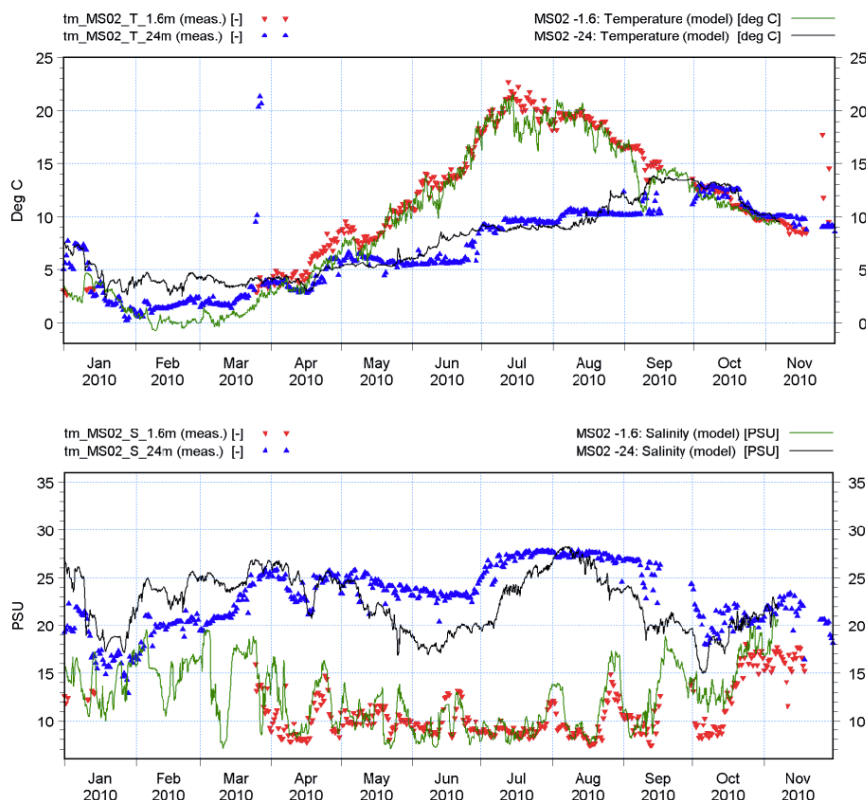 tm_MS02_T_1.6m (meas.) [-]
MS02 -1.6: Temperature (model) [deg C]
tm_MS02_T_24m (meas.) [-]
MS02 -24: Temperature (model) [deg C]
25 25
20 20
15 15
Deg C
10 10
5 5
0 0
Jan Feb Mar Apr May Jun Jul Aug Sep Oct Nov
2010 2010 2010 2010 2010 2010 2010 2010 2010 2010 2010
tm_MS02_S_1.6m (meas.) [-]
MS02 -1.6: Salinity (model) [PSU]
tm_MS02_S_24m (meas.) [-]
MS02 -24: Salinity (model) [PSU]
35 35
30 30
25 25
PSU
20 20
15 15
10 10
Jan Feb Mar Apr May Jun Jul Aug Sep Oct Nov
2010 2010 2010 2010 2010 2010 2010 2010 2010 2010 2010